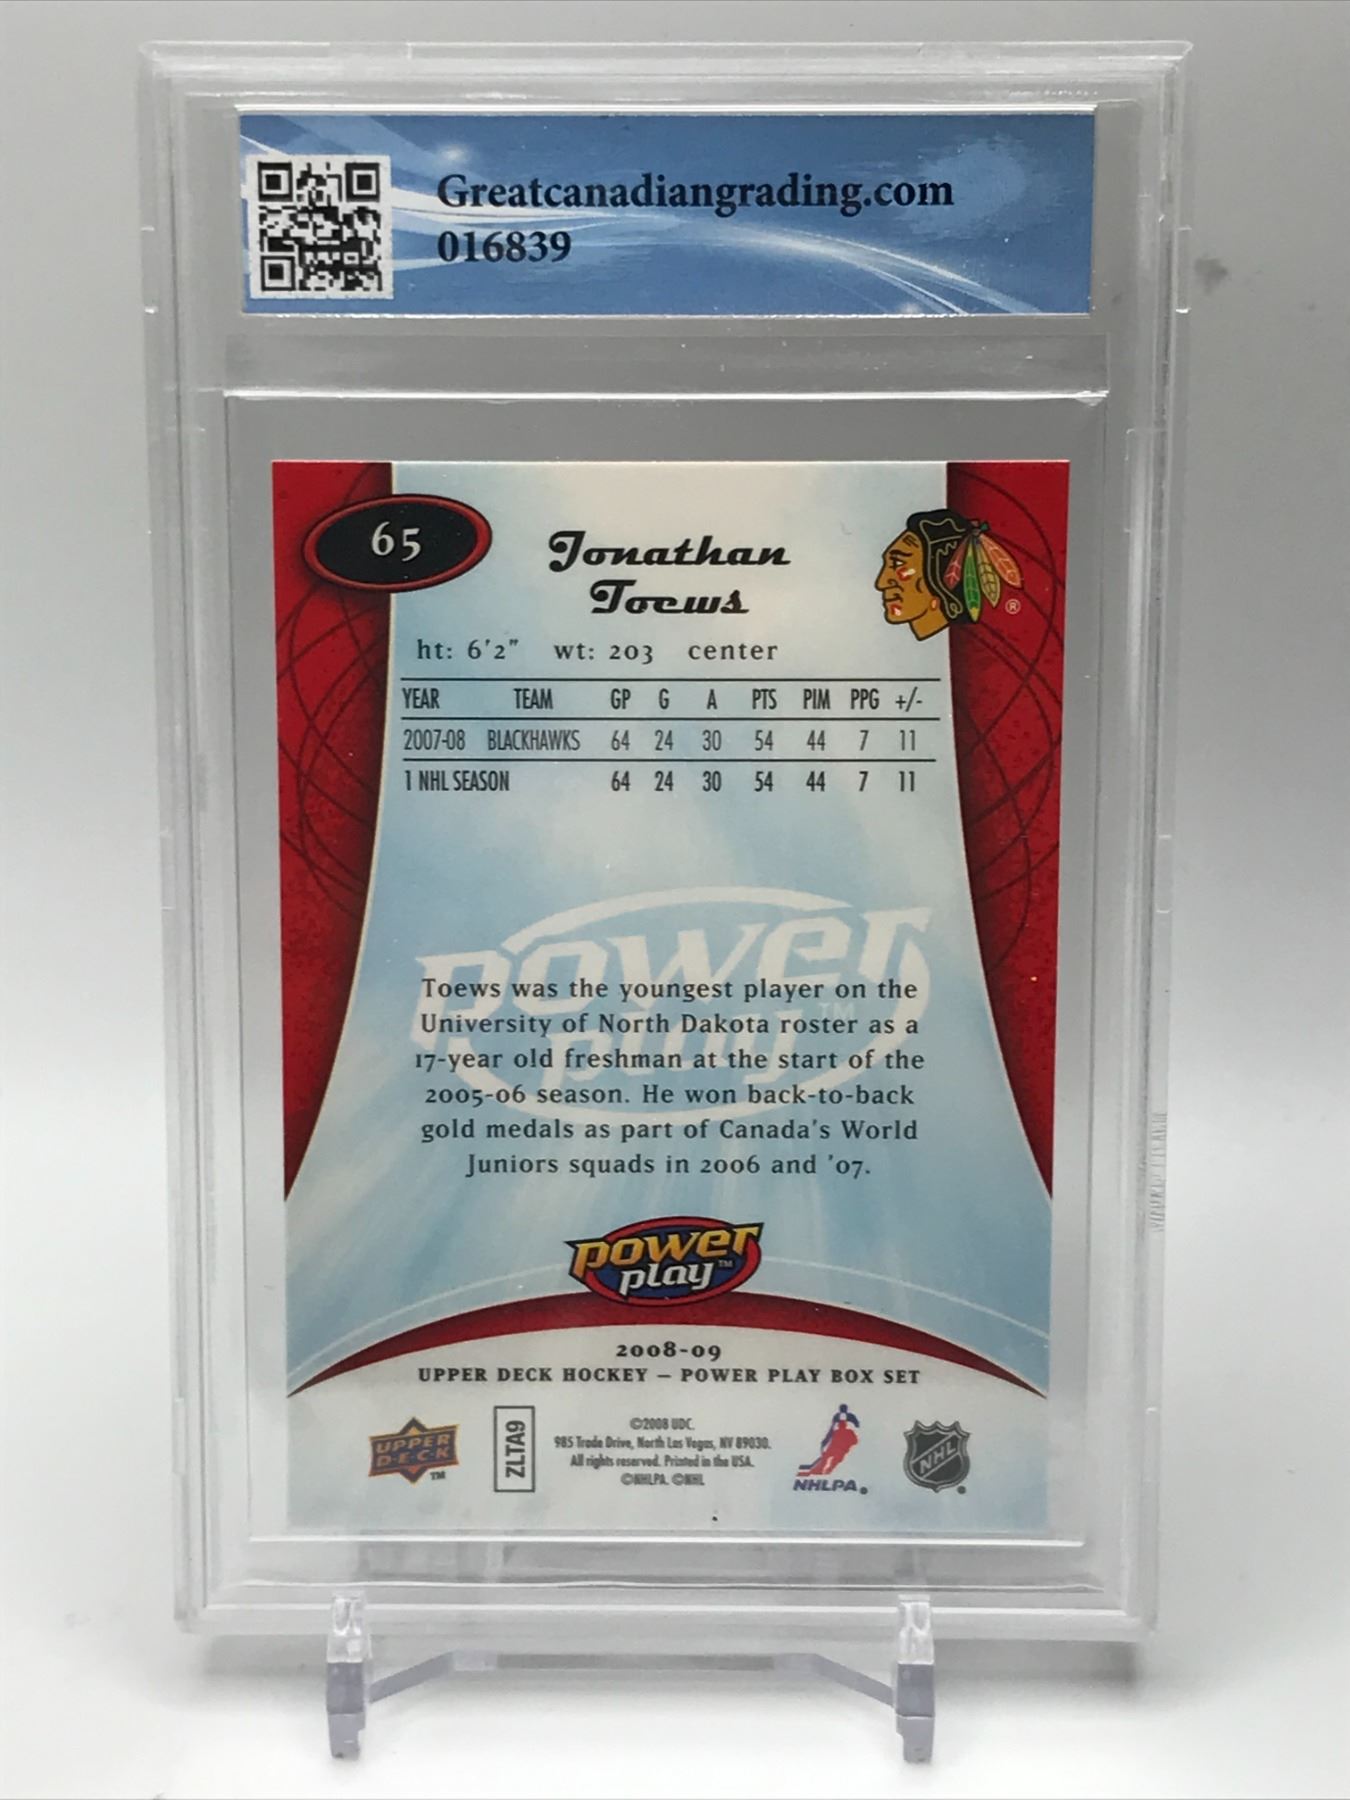 Greatcanadiangrading.com
016839
65
Jonathan
Toews
®
ht: 6'2" wt: 203 center
YEAR TEAM GP G A PTS PIM PPG +/-
2007-08 BLACKHAWKS 64 24 30 54 44 7 11
1 NHL SEASON 64 24 30 54 44 7 11
power
play™
Toews was the youngest player on the
University of North Dakota roster as a
17-year old freshman at the start of the
2005-06 season. He won back-to-back
gold medals as part of Canada's World
Juniors squads in 2006 and '07.
power
play™
2008-09
UPPER DECK HOCKEY – POWER PLAY BOX SET
UPPER
D·E·C·K
™
ZLTA9
©2008 UDC.
985 Trade Drive, North Las Vegas, NV 89030.
All rights reserved. Printed in the USA.
©NHLPA. ©NHL
NHLPA®
NHL®